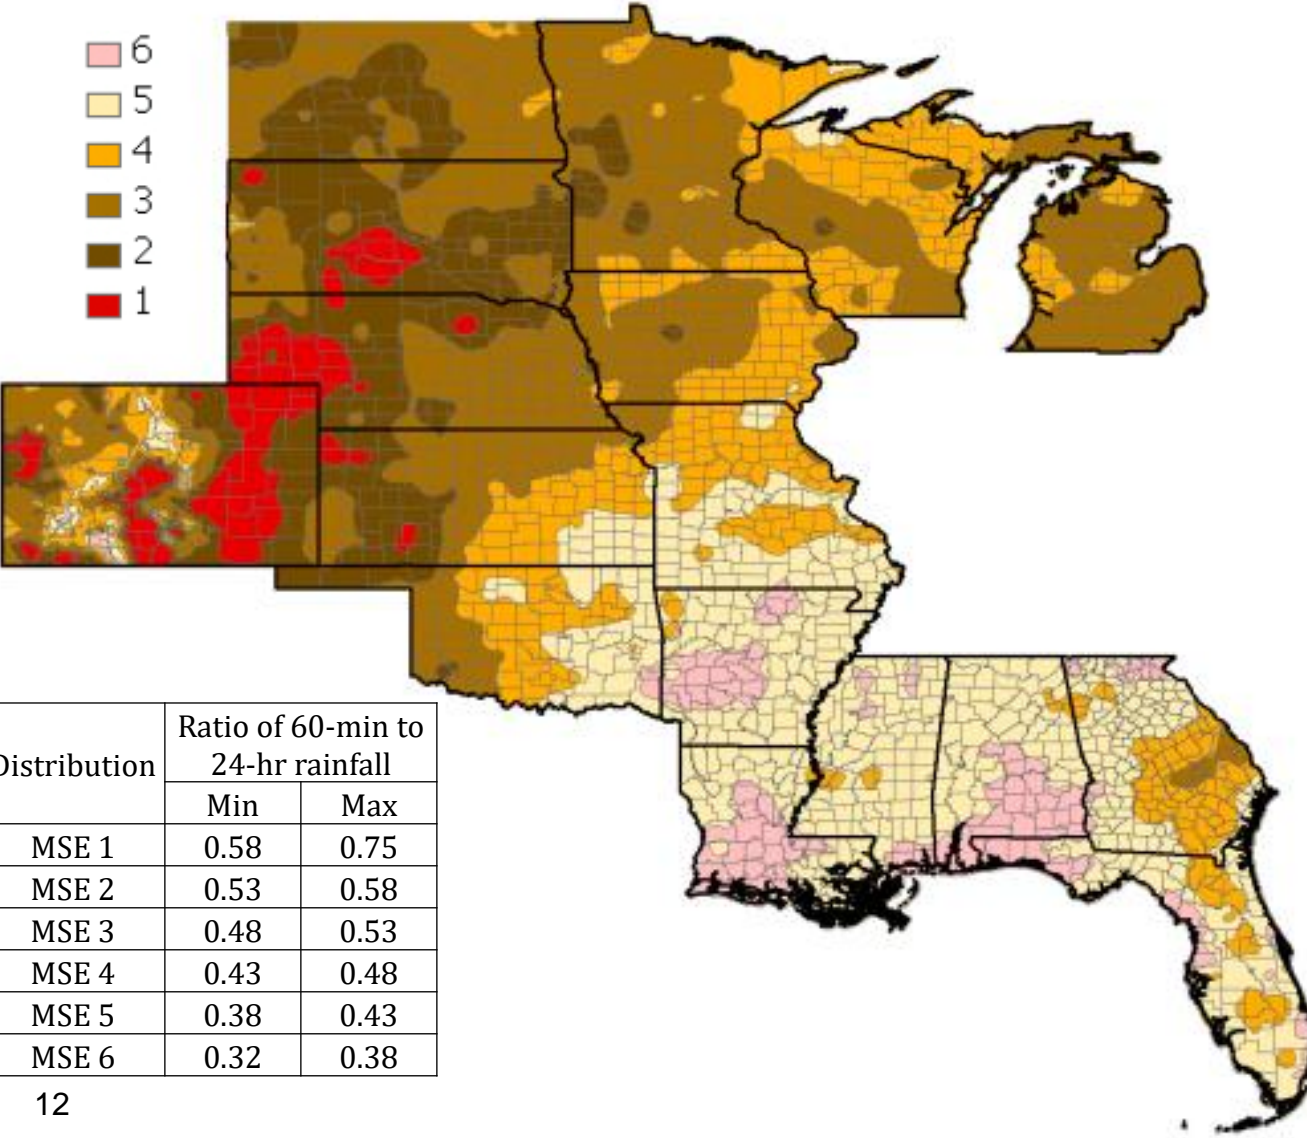 6
5
4
3
2
1
Distribution
Ratio of 60-min to
24-hr rainfall
Min Max
MSE 1 0.58 0.75
MSE 2 0.53 0.58
MSE 3 0.48 0.53
MSE 4 0.43 0.48
MSE 5 0.38 0.43
MSE 6 0.32 0.38
12